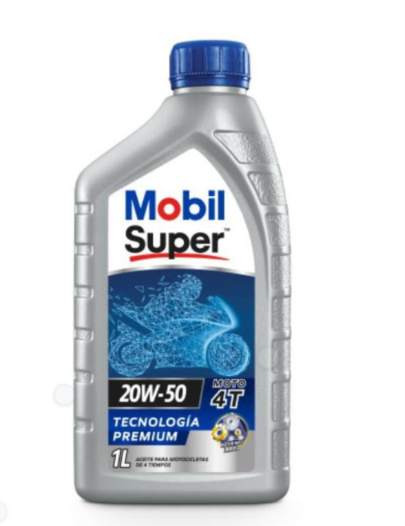 Mobil
Super™
20W-50
MOTO
4T
TECNOLOGÍA
PREMIUM
1L
ACEITE PARA MOTOCICLETAS
DE 4 TIEMPOS